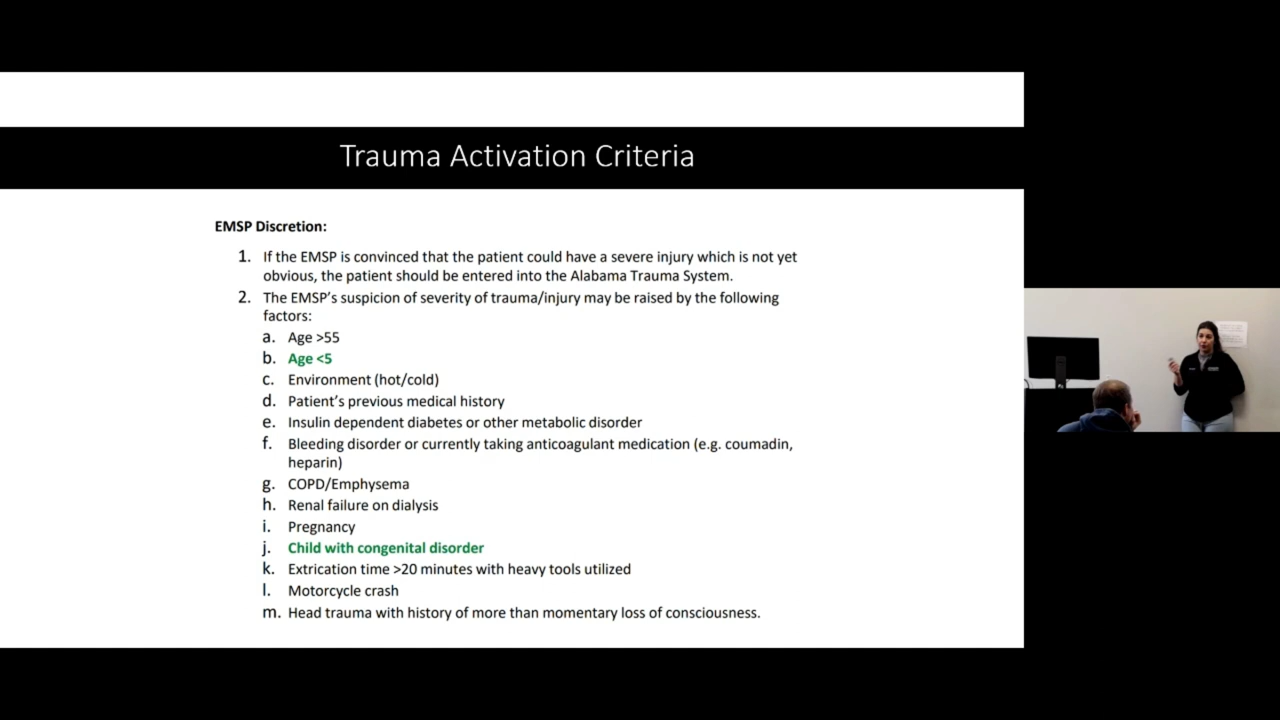 Trauma Activation Criteria
EMSP Discretion:
1. If the EMSP is convinced that the patient could have a severe injury which is not yet
obvious, the patient should be entered into the Alabama Trauma System.
2. The EMSP's suspicion of severity of trauma/injury may be raised by the following
factors:
a. Age >55
b. Age <5
c. Environment (hot/cold)
d. Patient's previous medical history
e. Insulin dependent diabetes or other metabolic disorder
f. Bleeding disorder or currently taking anticoagulant medication (e.g. coumadin,
heparin)
g. COPD/Emphysema
h. Renal failure on dialysis
i. Pregnancy
j. Child with congenital disorder
k. Extrication time >20 minutes with heavy tools utilized
l. Motorcycle crash
m. Head trauma with history of more than momentary loss of consciousness.